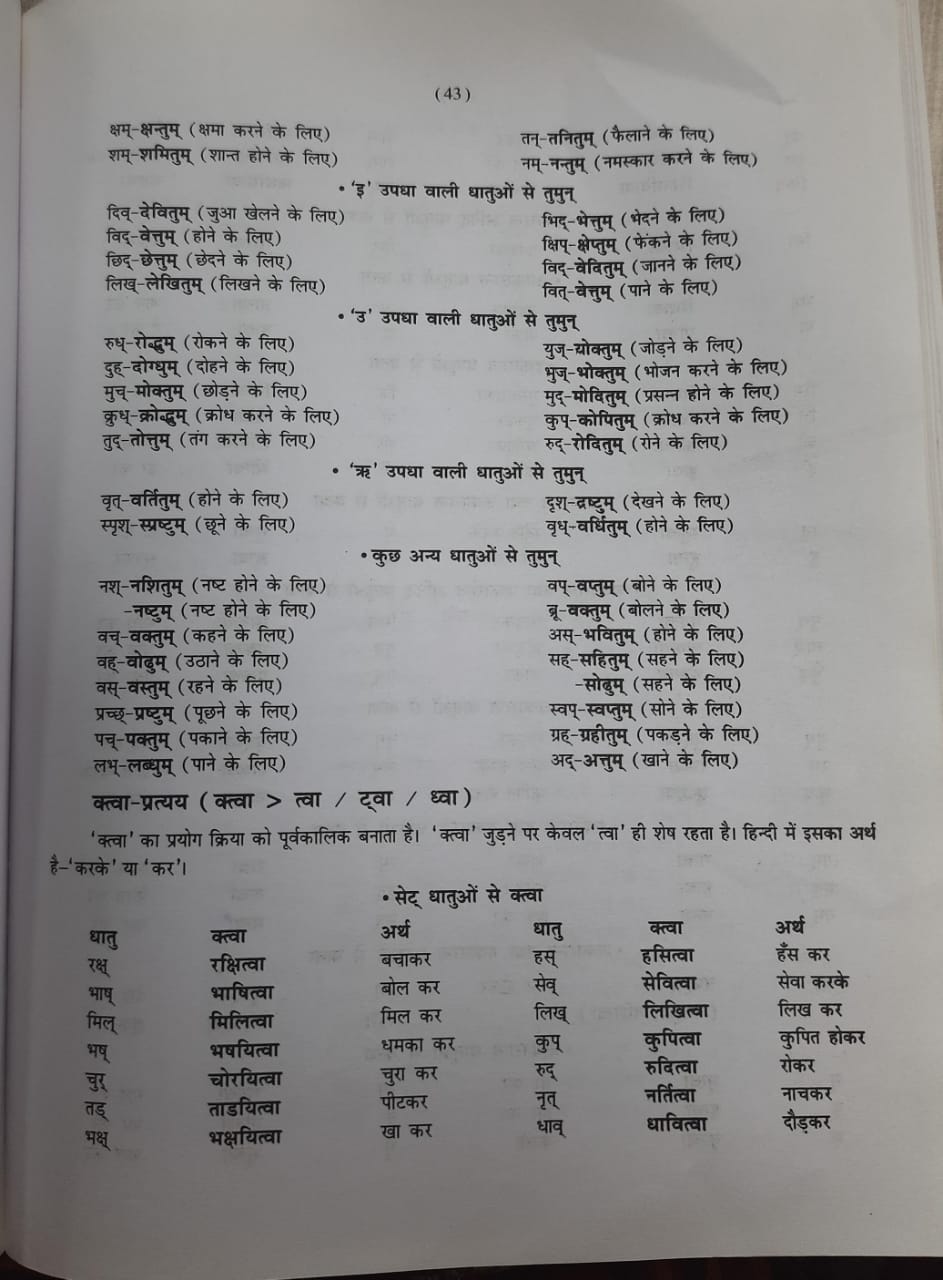 (43)
क्षम्-क्षन्तुम् (क्षमा करने के लिए) तन्-तनितुम् (फैलाने के लिए)
शम्-शमितुम् (शान्त होने के लिए) नम्-नन्तुम् (नमस्कार करने के लिए)
• 'इ' उपधा वाली धातुओं से तुमुन्
दिव्-देवितुम् (जुआ खेलने के लिए) भिद्-भेत्तुम् (भेदने के लिए)
विद्-वेत्तुम् (होने के लिए) क्षिप्-क्षेप्तुम् (फेंकने के लिए)
छिद्-छेत्तुम् (छेदने के लिए) विद्-वेदितुम् (जानने के लिए)
लिख्-लेखितुम् (लिखने के लिए) वित्-वेत्तुम् (पाने के लिए)
• 'उ' उपधा वाली धातुओं से तुमुन्
रुध्-रोद्धुम् (रोकने के लिए) युज्-योक्तुम् (जोड़ने के लिए)
दुह्-दोग्धुम् (दोहने के लिए) भुज्-भोक्तुम् (भोजन करने के लिए)
मुच्-मोक्तुम् (छोड़ने के लिए) मुद्-मोदितुम् (प्रसन्न होने के लिए)
क्रुध्-क्रोद्धुम् (क्रोध करने के लिए) कुप्-कोपितुम् (क्रोध करने के लिए)
तुद्-तोत्तुम् (तंग करने के लिए) रुद्-रोदितुम् (रोने के लिए)
• 'ऋ' उपधा वाली धातुओं से तुमुन्
वृत्-वर्तितुम् (होने के लिए) दृश्-द्रष्टुम् (देखने के लिए)
स्पृश्-स्प्रष्टुम् (छूने के लिए) वृध्-वर्धितुम् (होने के लिए)
• कुछ अन्य धातुओं से तुमुन्
नश्-नशितुम् (नष्ट होने के लिए) वप्-वप्तुम् (बोने के लिए)
-नष्टुम् (नष्ट होने के लिए) ब्रू-वक्तुम् (बोलने के लिए)
वच्-वक्तुम् (कहने के लिए) अस्-भवितुम् (होने के लिए)
वह्-वोढुम् (उठाने के लिए) सह्-सहितुम् (सहने के लिए)
वस्-वस्तुम् (रहने के लिए) -सोढुम् (सहने के लिए)
प्रच्छ्-प्रष्टुम् (पूछने के लिए) स्वप्-स्वप्तुम् (सोने के लिए)
पच्-पक्तुम् (पकाने के लिए) ग्रह्-ग्रहीतुम् (पकड़ने के लिए)
लभ्-लब्धुम् (पाने के लिए) अद्-अत्तुम् (खाने के लिए)
क्त्वा-प्रत्यय (क्त्वा > त्वा / ट्वा / ध्वा)
'क्त्वा' का प्रयोग क्रिया को पूर्वकालिक बनाता है। 'क्त्वा' जुड़ने पर केवल 'त्वा' ही शेष रहता है। हिन्दी में इसका अर्थ
है-'करके' या 'कर'।
• सेट् धातुओं से क्त्वा
धातु क्त्वा अर्थ धातु क्त्वा अर्थ
रक्ष् रक्षित्वा बचाकर हस् हसित्वा हँस कर
भाष् भाषित्वा बोल कर सेव् सेवित्वा सेवा करके
मिल् मिलित्वा मिल कर लिख् लिखित्वा लिख कर
भष् भषयित्वा धमका कर कुप् कुपित्वा कुपित होकर
चुर् चोरयित्वा चुरा कर रुद् रुदित्वा रोकर
तड् ताडयित्वा पीटकर नृत् नर्तित्वा नाचकर
भक्ष् भक्षयित्वा खा कर धाव् धावित्वा दौड़कर